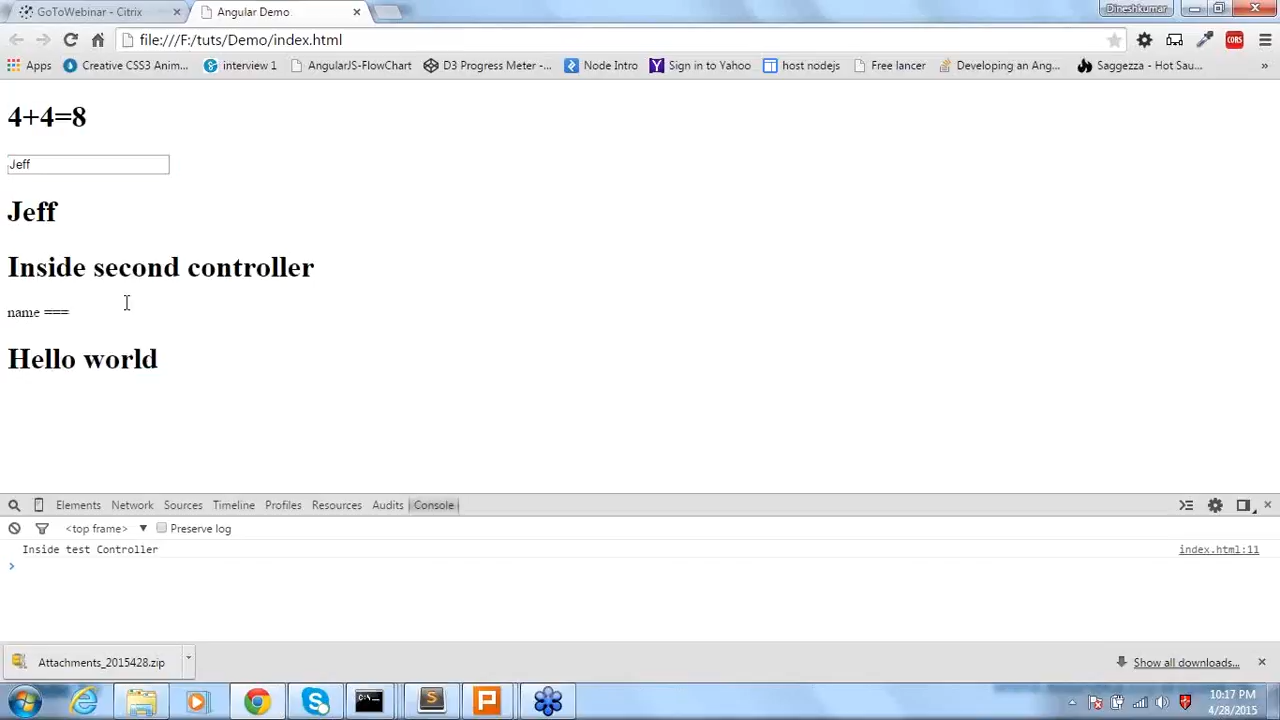 GoToWebinar - Citrix
Angular Demo
Dineshkumar
file:///F:/tuts/Demo/index.html
CORS
Apps
Creative CSS3 Anim...
interview 1
AngularJS-FlowChart
D3 Progress Meter -...
Node Intro
Sign in to Yahoo
host nodejs
Free lancer
Developing an Ang...
Saggezza - Hot Sau...
4+4=8
Jeff
Jeff
Inside second controller
name ===
Hello world
Elements Network Sources Timeline Profiles Resources Audits Console
<top frame> Preserve log
Inside test Controller index.html:11
Attachments_2015428.zip
Show all downloads...
10:17 PM
4/28/2015